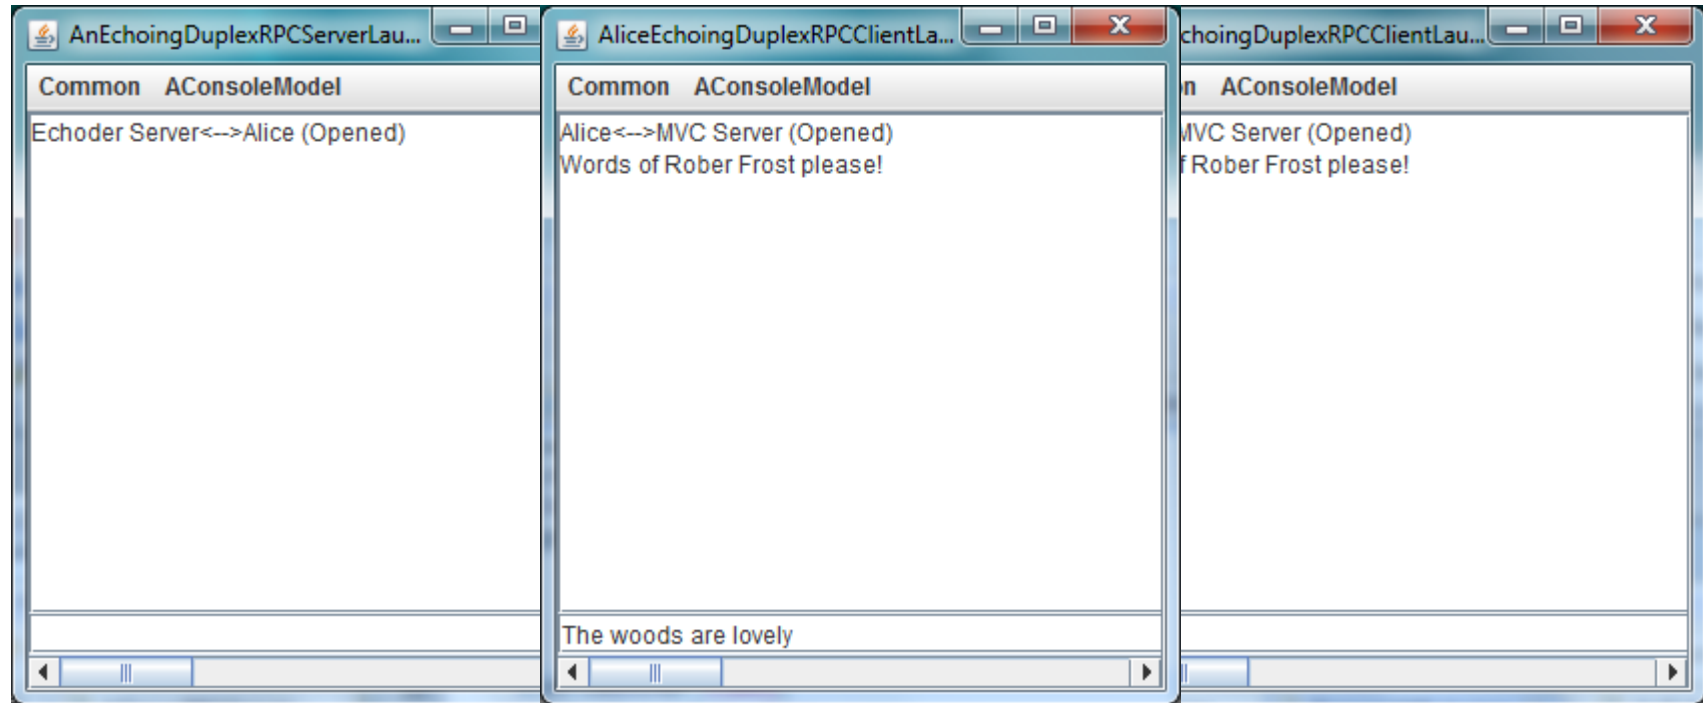 AnEchoingDuplexRPCServerLau...
Common AConsoleModel
Echoder Server<-->Alice (Opened)
AliceEchoingDuplexRPCClientLa...
Common AConsoleModel
Alice<-->MVC Server (Opened)
Words of Rober Frost please!
The woods are lovely
choingDuplexRPCClientLau...
n AConsoleModel
MVC Server (Opened)
f Rober Frost please!